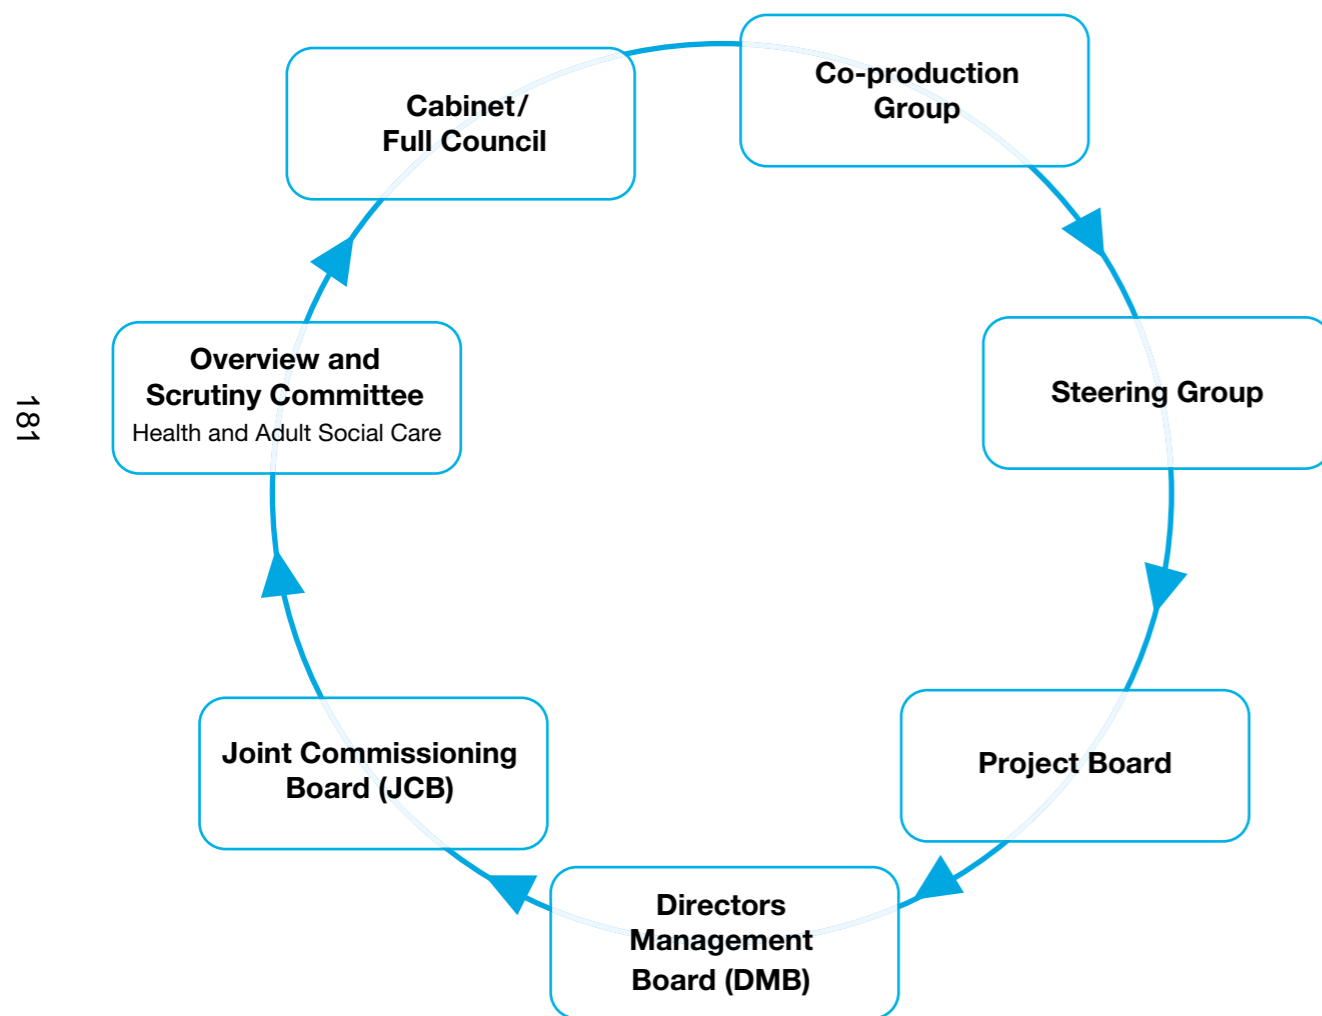 Cabinet/
Full Council
Co-production
Group
Steering Group
Project Board
Directors
Management
Board (DMB)
Joint Commissioning
Board (JCB)
Overview and
Scrutiny Committee
Health and Adult Social Care
181